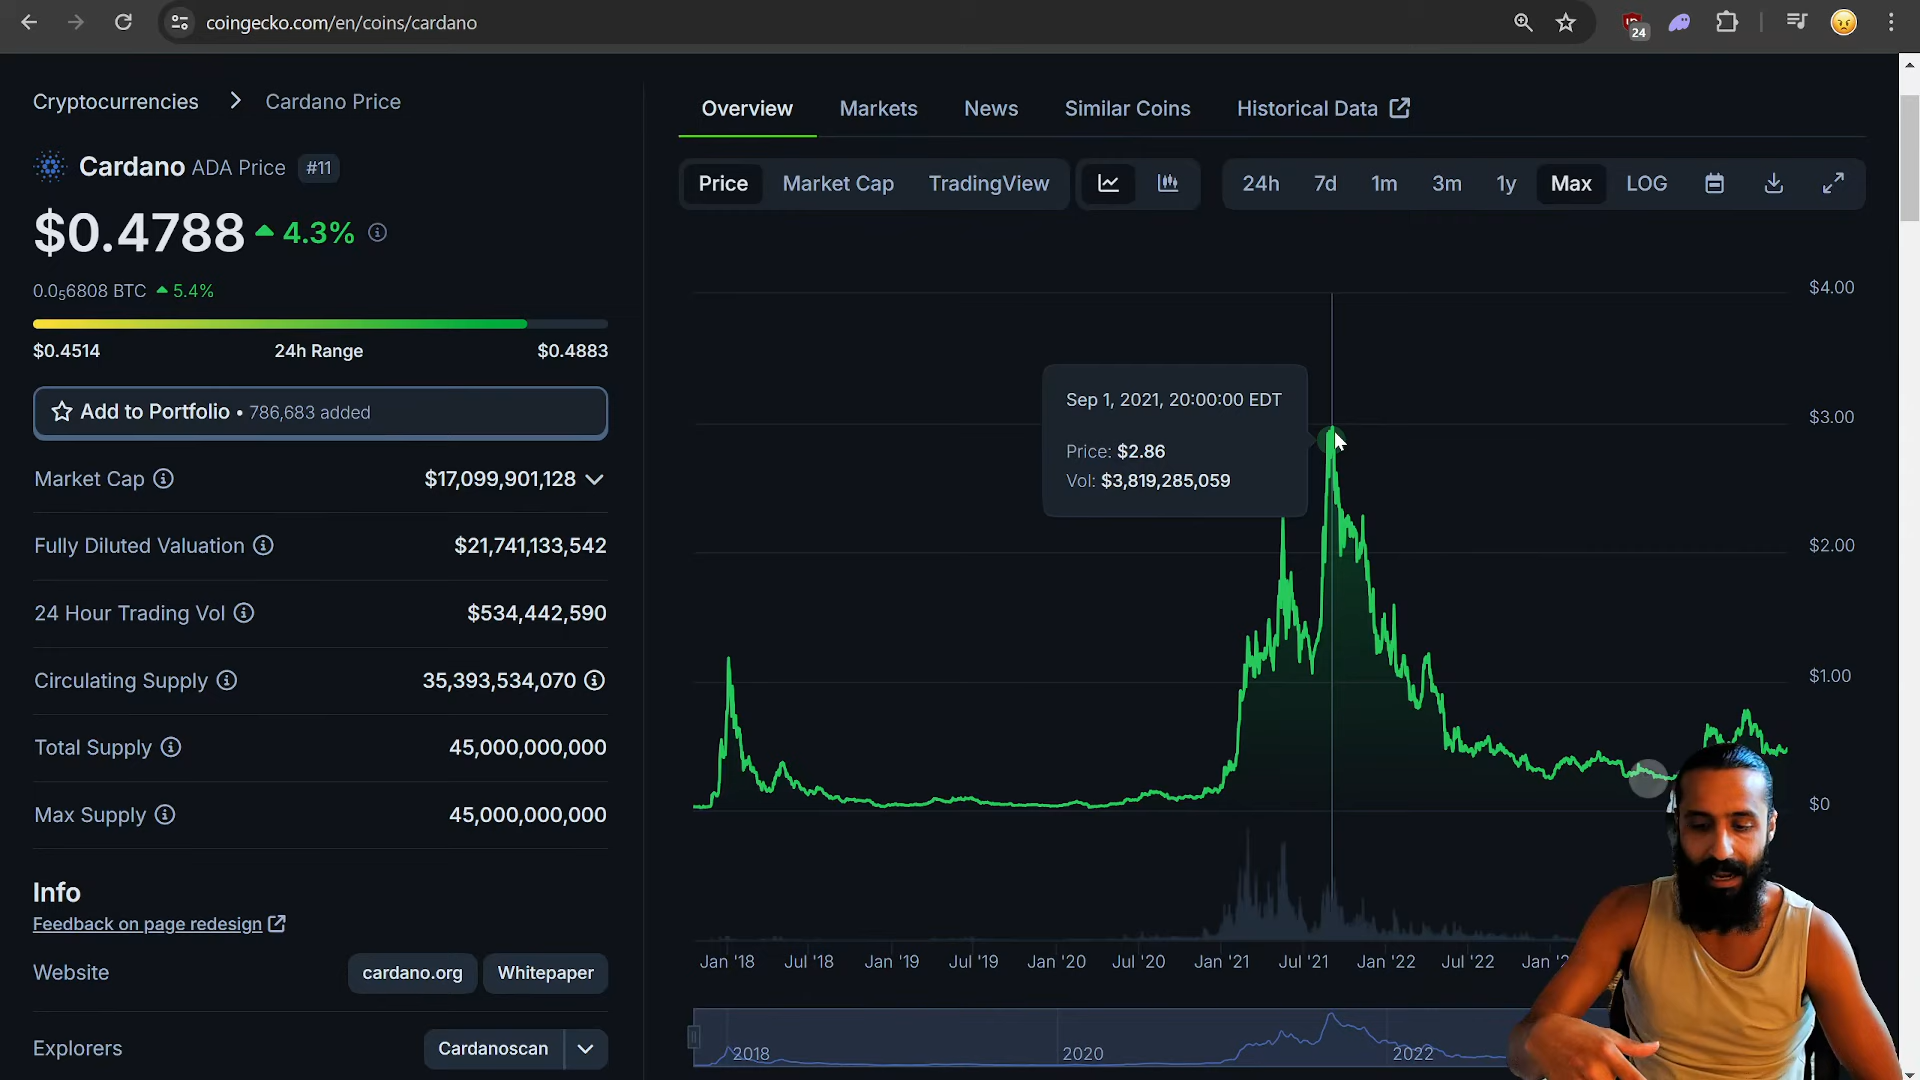 coingecko.com/en/coins/cardano
24
Cryptocurrencies > Cardano Price
Cardano ADA Price #11
$0.4788 4.3%
0.0₅6808 BTC 5.4%
$0.4514 24h Range $0.4883
Add to Portfolio • 786,683 added
Market Cap $17,099,901,128
Fully Diluted Valuation $21,741,133,542
24 Hour Trading Vol $534,442,590
Circulating Supply 35,393,534,070
Total Supply 45,000,000,000
Max Supply 45,000,000,000
Info
Feedback on page redesign
Website cardano.org Whitepaper
Explorers Cardanoscan
Overview Markets News Similar Coins Historical Data
Price Market Cap TradingView 24h 7d 1m 3m 1y Max LOG
$4.00
$3.00
$2.00
$1.00
$0
Sep 1, 2021, 20:00:00 EDT
Price: $2.86
Vol: $3,819,285,059
Jan '18 Jul '18 Jan '19 Jul '19 Jan '20 Jul '20 Jan '21 Jul '21 Jan '22 Jul '22 Jan
2018 2020 2022